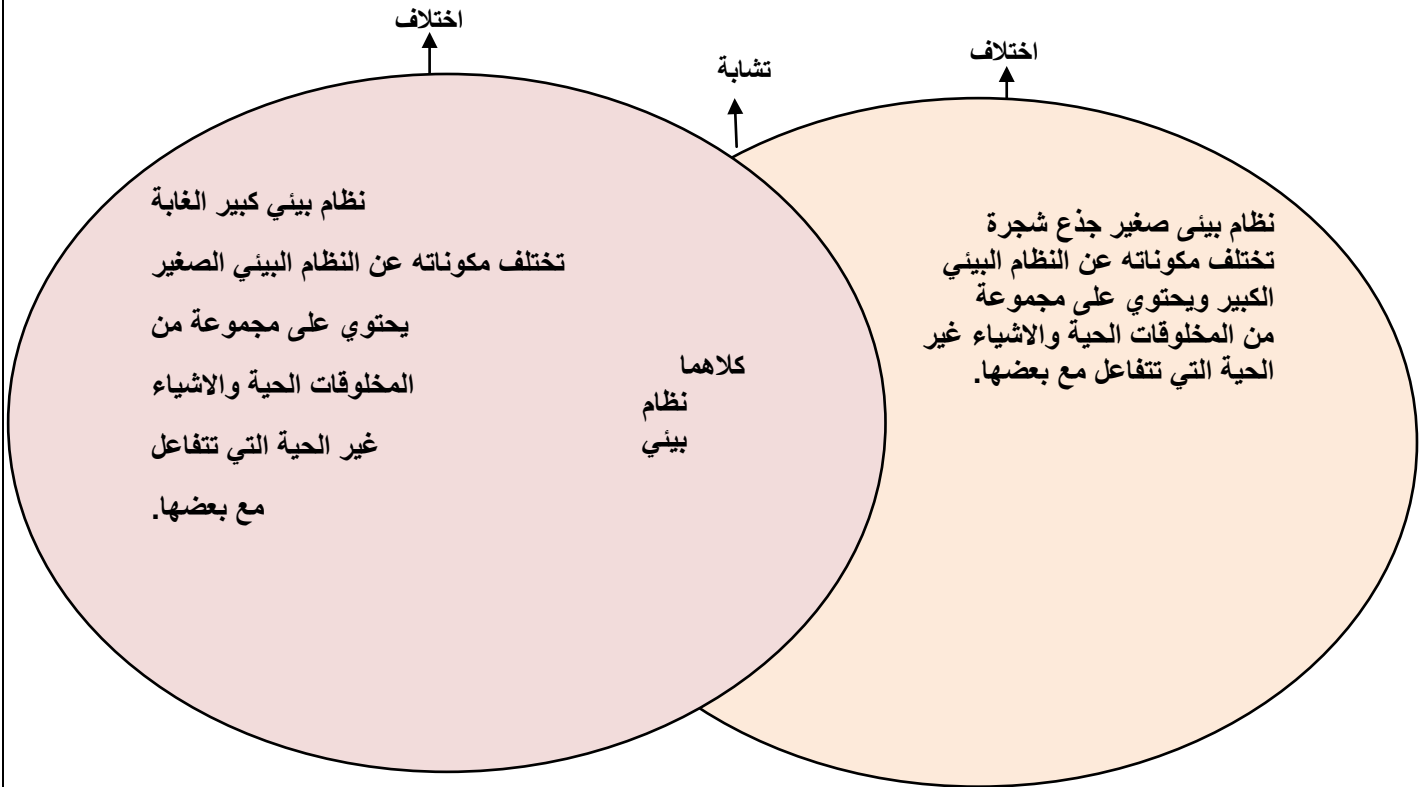 اختلاف
تشابة
اختلاف
نظام بيئى صغير جذع شجرة
تختلف مكوناته عن النظام البيئي
الكبير ويحتوي على مجموعة
من المخلوقات الحية والاشياء غير
الحية التي تتفاعل مع بعضها.
كلاهما
نظام
بيئي
نظام بيئي كبير الغابة
تختلف مكوناته عن النظام البيئي الصغير
يحتوي على مجموعة من
المخلوقات الحية والاشياء
غير الحية التي تتفاعل
مع بعضها.